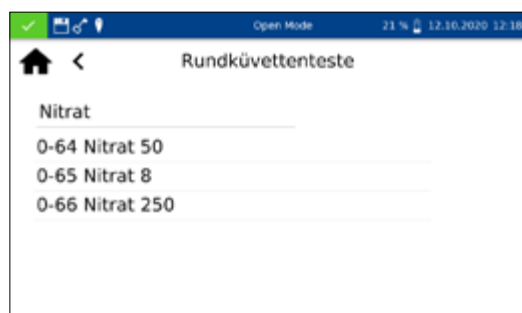 Open Mode 21 % 12.10.2020 12:18
Rundküvettenteste
Nitrat
0-64 Nitrat 50
0-65 Nitrat 8
0-66 Nitrat 250